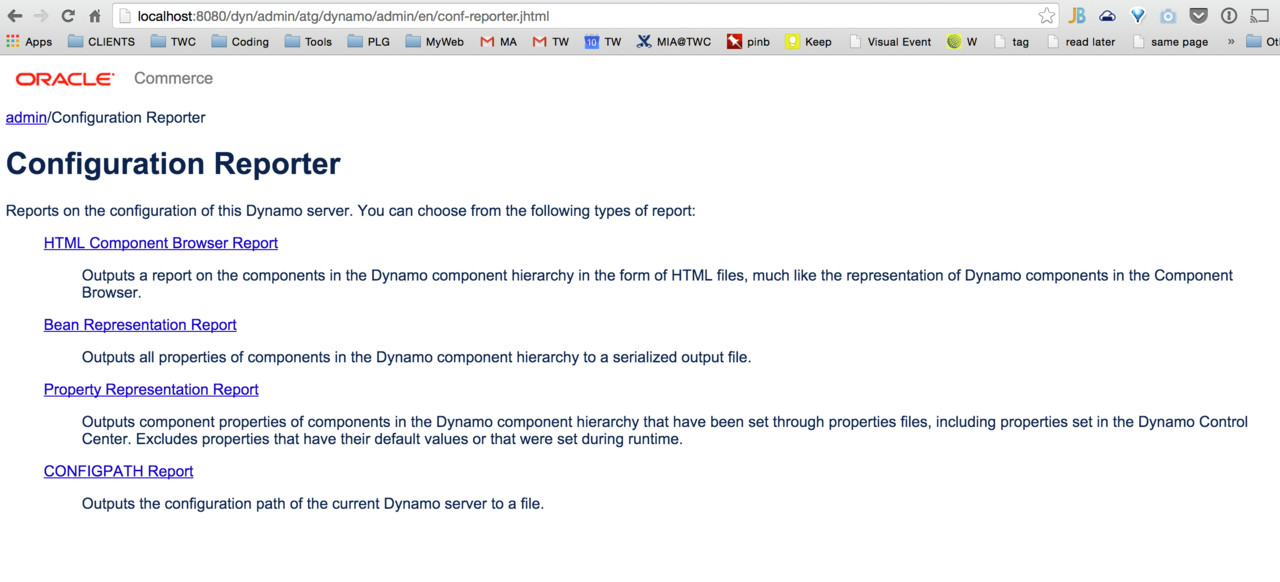 localhost:8080/dyn/admin/atg/dynamo/admin/en/conf-reporter.jhtml
Apps CLIENTS TWC Coding Tools PLG MyWeb MA TW 10 TW MIA@TWC pinb Keep Visual Event W tag read later same page » Ot
ORACLE Commerce
admin/Configuration Reporter
Configuration Reporter
Reports on the configuration of this Dynamo server. You can choose from the following types of report:
HTML Component Browser Report
Outputs a report on the components in the Dynamo component hierarchy in the form of HTML files, much like the representation of Dynamo components in the Component
Browser.
Bean Representation Report
Outputs all properties of components in the Dynamo component hierarchy to a serialized output file.
Property Representation Report
Outputs component properties of components in the Dynamo component hierarchy that have been set through properties files, including properties set in the Dynamo Control
Center. Excludes properties that have their default values or that were set during runtime.
CONFIGPATH Report
Outputs the configuration path of the current Dynamo server to a file.